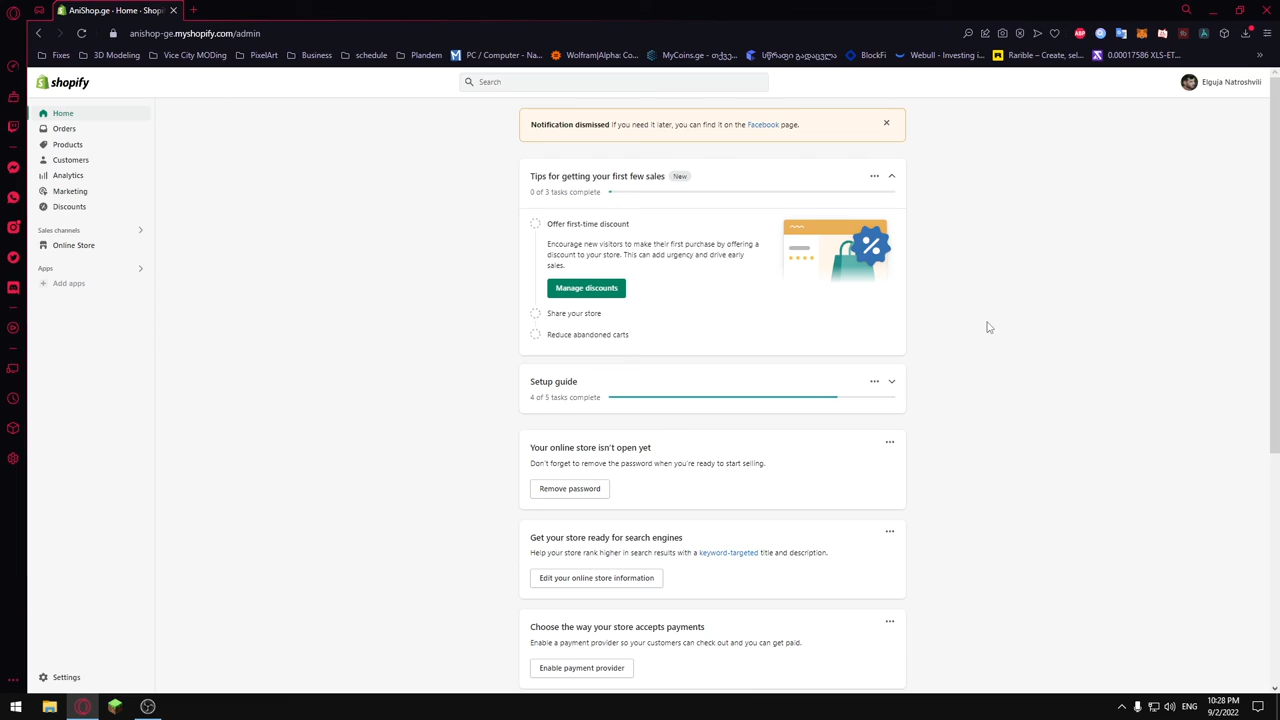 AniShop.ge · Home · Shopi
anishop-ge.myshopify.com/admin
Fixes
3D Modeling
Vice City MODing
PixelArt
Business
schedule
Plandem
PC / Computer - Na...
Wolfram|Alpha: Co...
MyCoins.ge — თქვე...
სწრაფი გადაცვლა
BlockFi
Webull - Investing i...
Rarible — Create, sel...
0.00017586 XLS-ET...
shopify
Search
Elguja Natroshvili
Home
Orders
Products
Customers
Analytics
Marketing
Discounts
Sales channels
Online Store
Apps
Add apps
Settings
Notification dismissed If you need it later, you can find it on the Facebook page.
Tips for getting your first few sales New
0 of 3 tasks complete
Offer first-time discount
Encourage new visitors to make their first purchase by offering a
discount to your store. This can add urgency and drive early
sales.
Manage discounts
Share your store
Reduce abandoned carts
Setup guide
4 of 5 tasks complete
Your online store isn't open yet
Don't forget to remove the password when you're ready to start selling.
Remove password
Get your store ready for search engines
Help your store rank higher in search results with a keyword-targeted title and description.
Edit your online store information
Choose the way your store accepts payments
Enable a payment provider so your customers can check out and you can get paid.
Enable payment provider
ENG
10:28 PM
9/2/2022